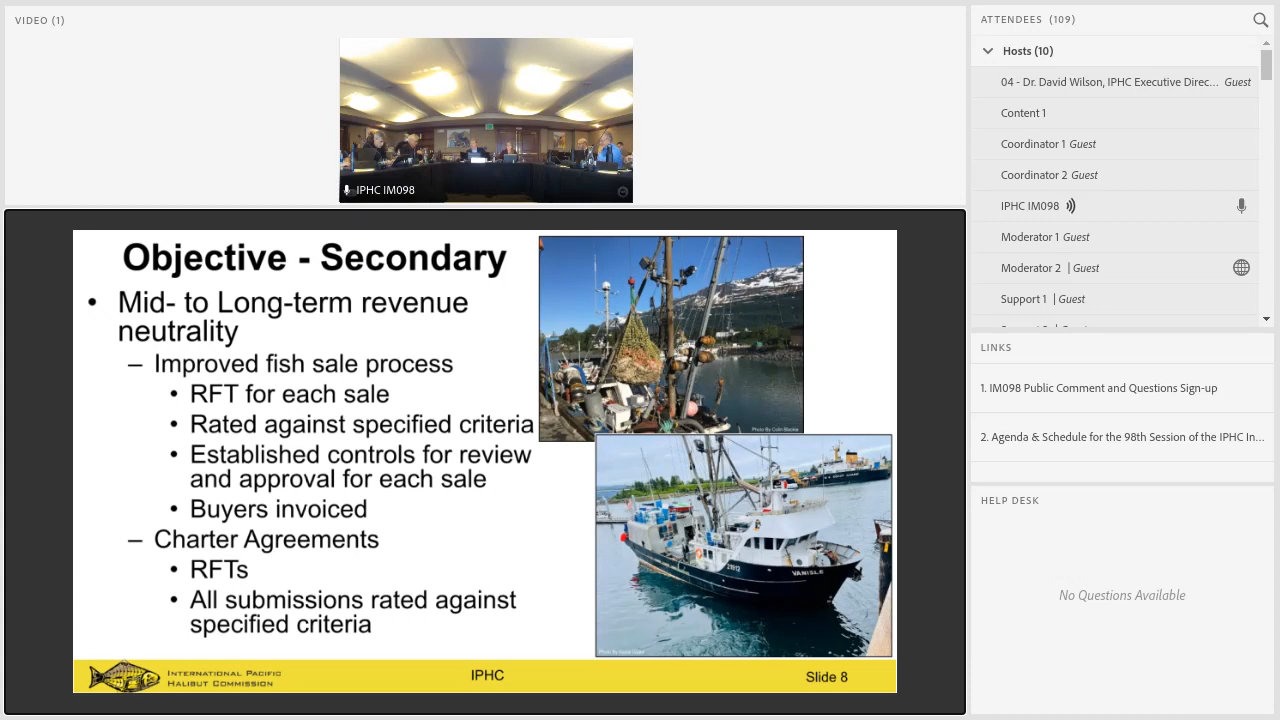 VIDEO (1)
IPHC IM098
Objective - Secondary
• Mid- to Long-term revenue
neutrality
– Improved fish sale process
• RFT for each sale
• Rated against specified criteria
• Established controls for review
and approval for each sale
• Buyers invoiced
– Charter Agreements
• RFTs
• All submissions rated against
specified criteria
VANISLE
INTERNATIONAL PACIFIC
HALIBUT COMMISSION
IPHC
Slide 8
ATTENDEES (109)
Hosts (10)
04 - Dr. David Wilson, IPHC Executive Direc... Guest
Content 1
Coordinator 1 Guest
Coordinator 2 Guest
IPHC IM098
Moderator 1 Guest
Moderator 2 | Guest
Support 1 | Guest
LINKS
1. IM098 Public Comment and Questions Sign-up
2. Agenda & Schedule for the 98th Session of the IPHC In...
HELP DESK
No Questions Available